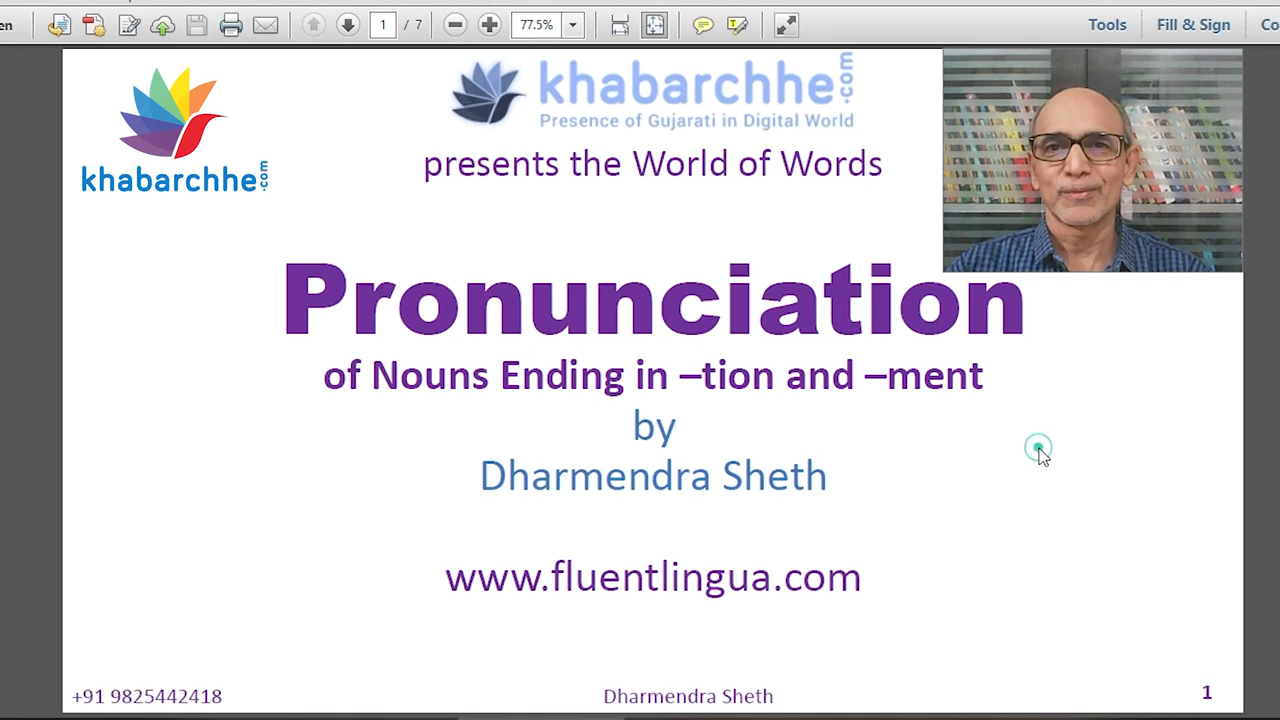 en
1 / 7
77.5%
Tools
Fill & Sign
Co
khabarchhe.com
khabarchhe.com
Presence of Gujarati in Digital World
presents the World of Words
Pronunciation
of Nouns Ending in –tion and –ment
by
Dharmendra Sheth
www.fluentlingua.com
+91 9825442418
Dharmendra Sheth
1